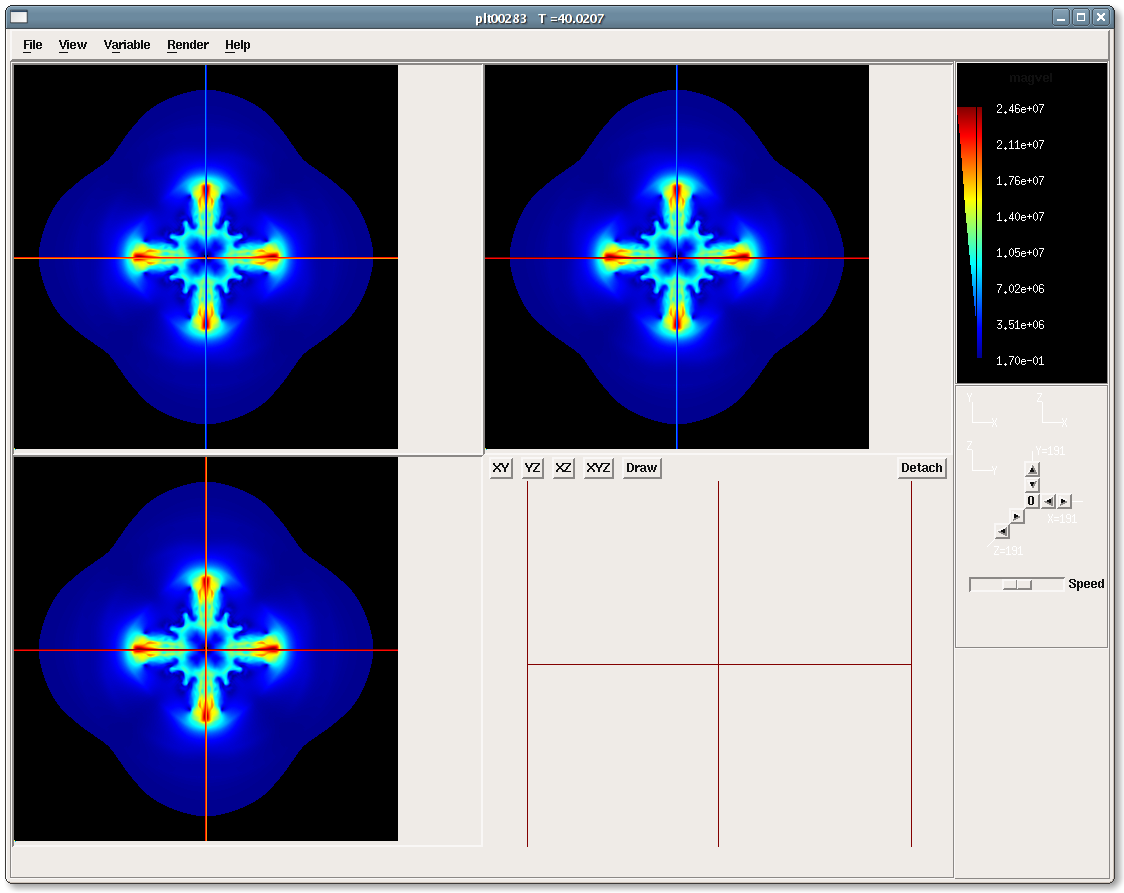 plt00283 T =40.0207
File View Variable Render Help
magvel
2.46e+07
2.11e+07
1.76e+07
1.40e+07
1.05e+07
7.02e+06
3.51e+06
1.70e-01
XY YZ XZ XYZ Draw Detach
Y Z
X X
Z
Y
Y=191
0
X=191
Z=191
Speed